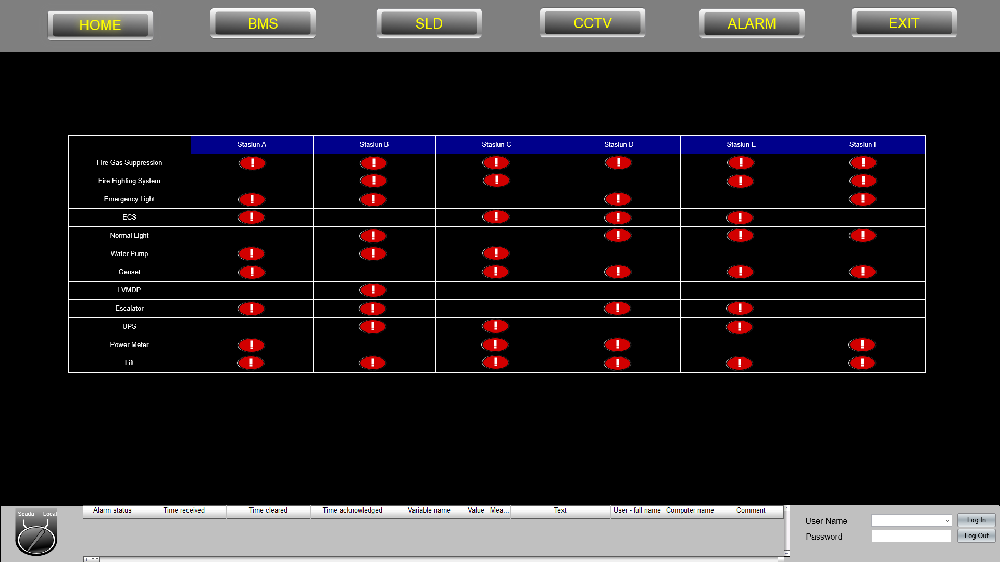 HOME BMS SLD CCTV ALARM EXIT
Stasiun A Stasiun B Stasiun C Stasiun D Stasiun E Stasiun F
Fire Gas Suppression ! ! ! ! ! !
Fire Fighting System ! ! ! !
Emergency Light ! ! ! !
ECS ! ! ! !
Normal Light ! ! ! !
Water Pump ! ! !
Genset ! ! ! ! !
LVMDP !
Escalator ! ! ! !
UPS ! ! !
Power Meter ! ! ! !
Lift ! ! ! ! ! !
Scada Local
Alarm status Time received Time cleared Time acknowledged Variable name Value Mea... Text User - full name Computer name Comment
User Name Log In
Password Log Out